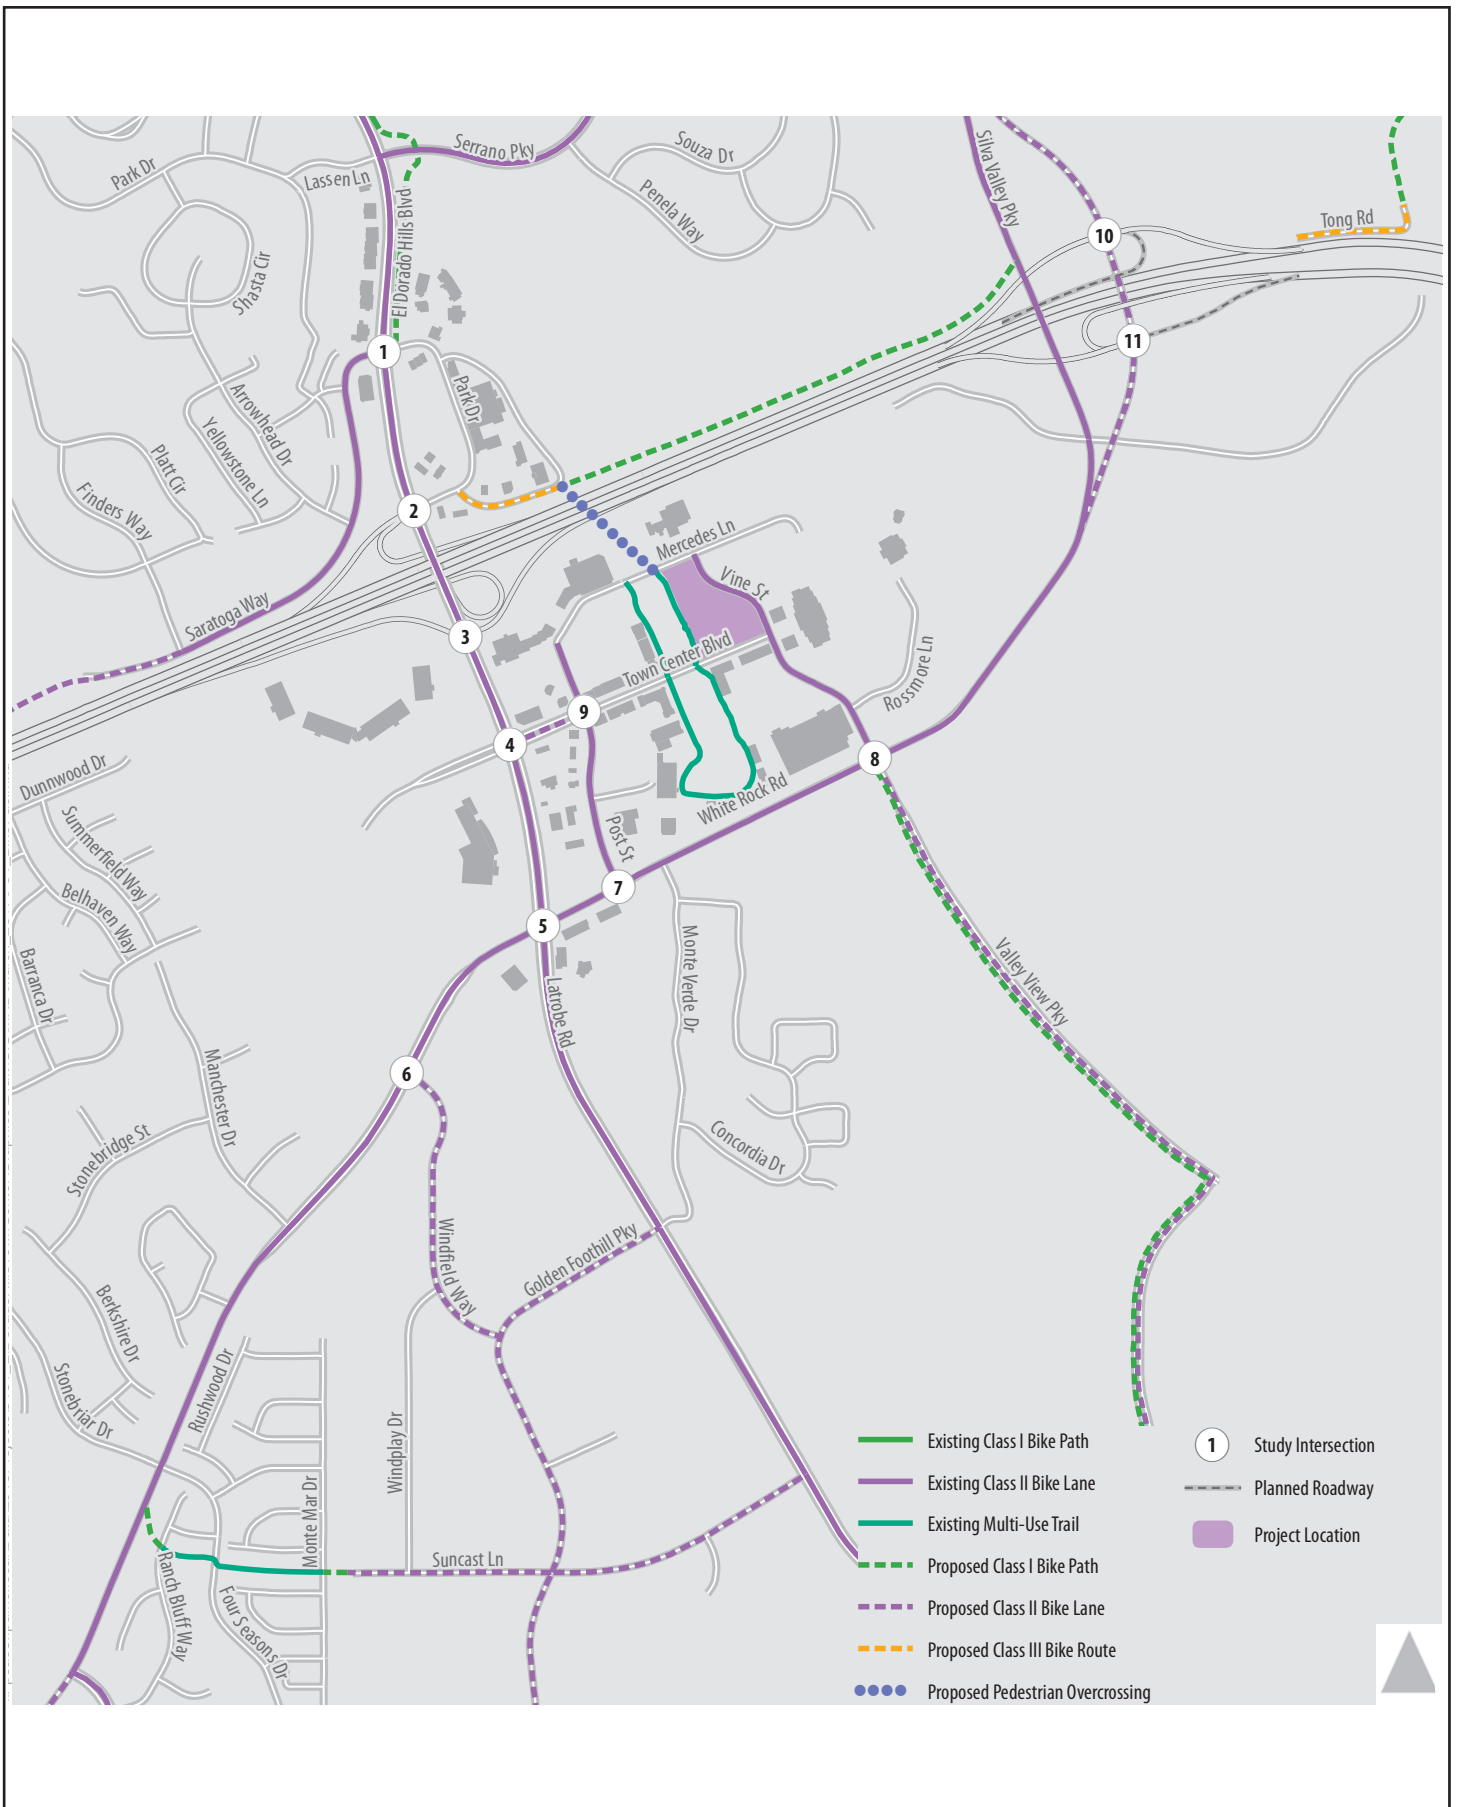 Serrano Pky
Souza Dr
Silva Valley Pky
Park Dr
Lassen Ln
El Dorado Hills Blvd
Penela Way
Tong Rd
10
Shasta Cir
11
1
Park Dr
Arrowhead Dr
Yellowstone Ln
Platt Cir
Finders Way
2
Mercedes Ln
Vine St
Saratoga Way
3
Town Center Blvd
Rossmore Ln
9
4
8
Dunnwood Dr
White Rock Rd
Summerfield Way
Post St
7
Belhaven Way
5
Barranca Dr
Monte Verde Dr
Valley View Pky
Latrobe Rd
Manchester Dr
6
Stonebridge St
Concordia Dr
Windfield Way
Golden Foothill Pky
Berkshire Dr
Stonebriar Dr
Rushwood Dr
Windplay Dr
Monte Mar Dr
Suncast Ln
Ranch Bluff Way
Four Seasons Dr
Existing Class I Bike Path
Existing Class II Bike Lane
Existing Multi-Use Trail
Proposed Class I Bike Path
Proposed Class II Bike Lane
Proposed Class III Bike Route
Proposed Pedestrian Overcrossing
1
Study Intersection
Planned Roadway
Project Location